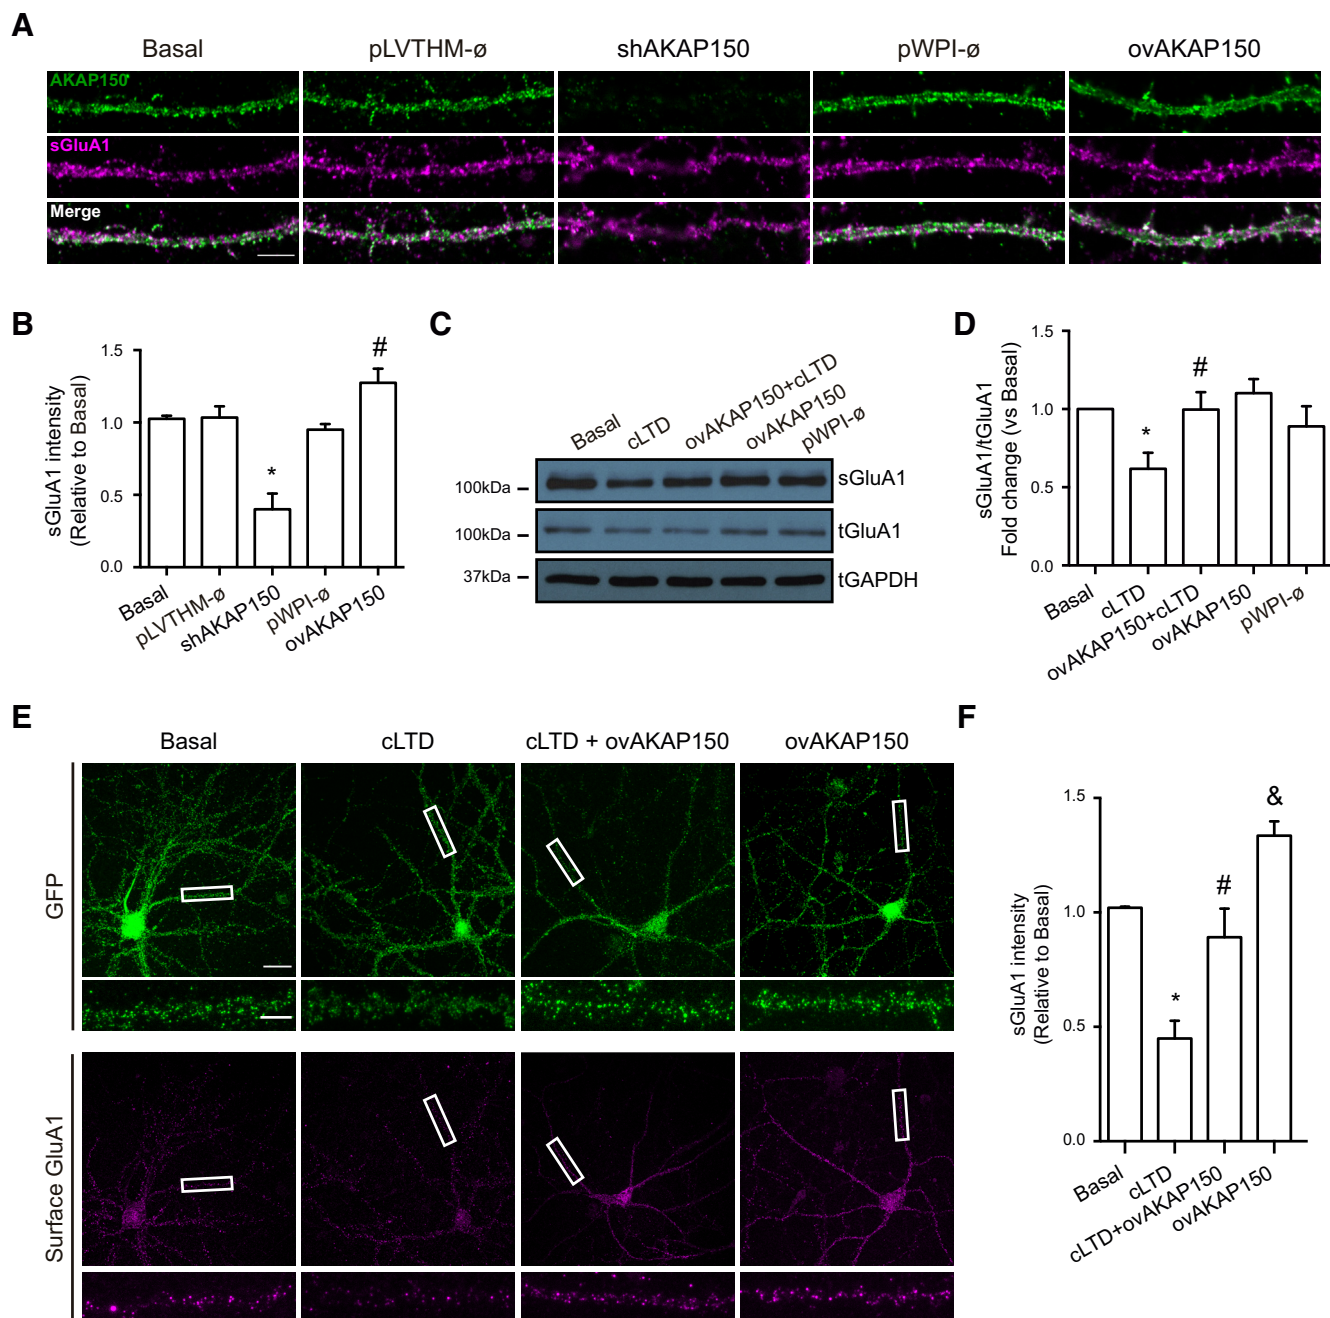 A
Basal pLVTHM-ø shAKAP150 pWPI-ø ovAKAP150
AKAP150
sGluA1
Merge
B
sGluA1 intensity
(Relative to Basal)
1.5
1.0
0.5
0.0
*
#
Basal
pLVTHM-ø
shAKAP150
pWPI-ø
ovAKAP150
C
Basal
cLTD
ovAKAP150+cLTD
ovAKAP150
pWPI-ø
100kDa
sGluA1
100kDa
tGluA1
37kDa
tGAPDH
D
sGluA1/tGluA1
Fold change (vs Basal)
1.5
1.0
0.5
0.0
*
#
Basal
cLTD
ovAKAP150+cLTD
ovAKAP150
pWPI-ø
E
Basal cLTD cLTD + ovAKAP150 ovAKAP150
GFP
Surface GluA1
F
sGluA1 intensity
(Relative to Basal)
1.5
1.0
0.5
0.0
*
#
&
Basal
cLTD
cLTD+ovAKAP150
ovAKAP150